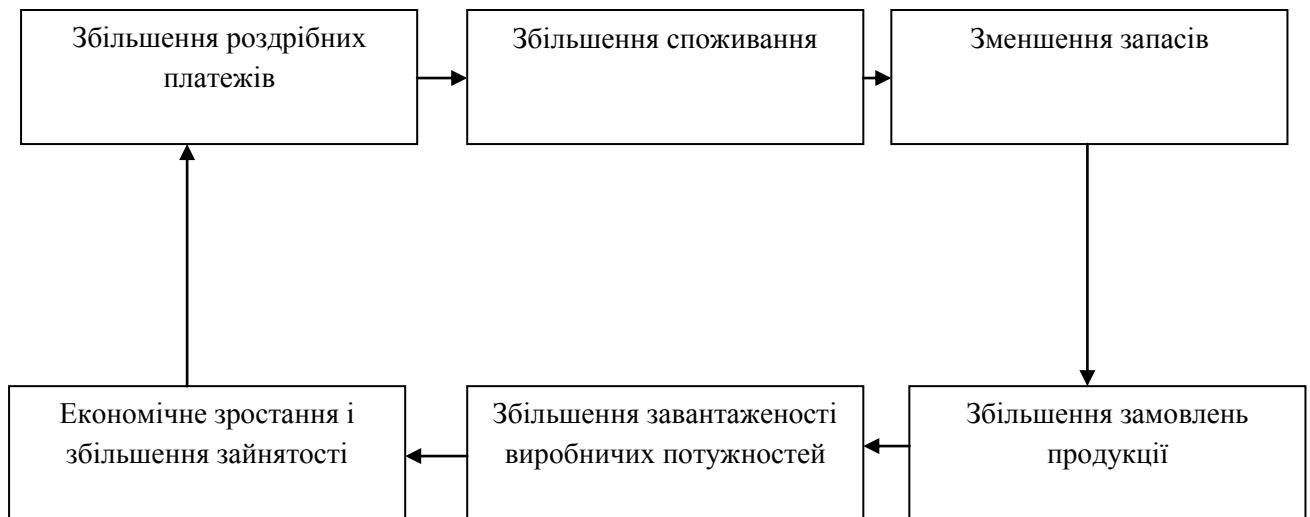 Збільшення роздрібних
платежів
Збільшення споживання
Зменшення запасів
Економічне зростання і
збільшення зайнятості
Збільшення завантаженості
виробничих потужностей
Збільшення замовлень
продукції